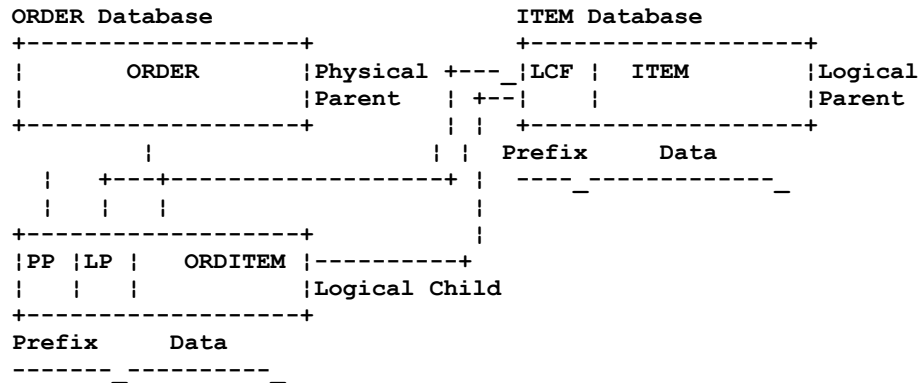 ORDER Database ITEM Database
ORDER Physical LCF ITEM Logical
Parent Parent
Prefix Data
PP LP ORDITEM
Logical Child
Prefix Data